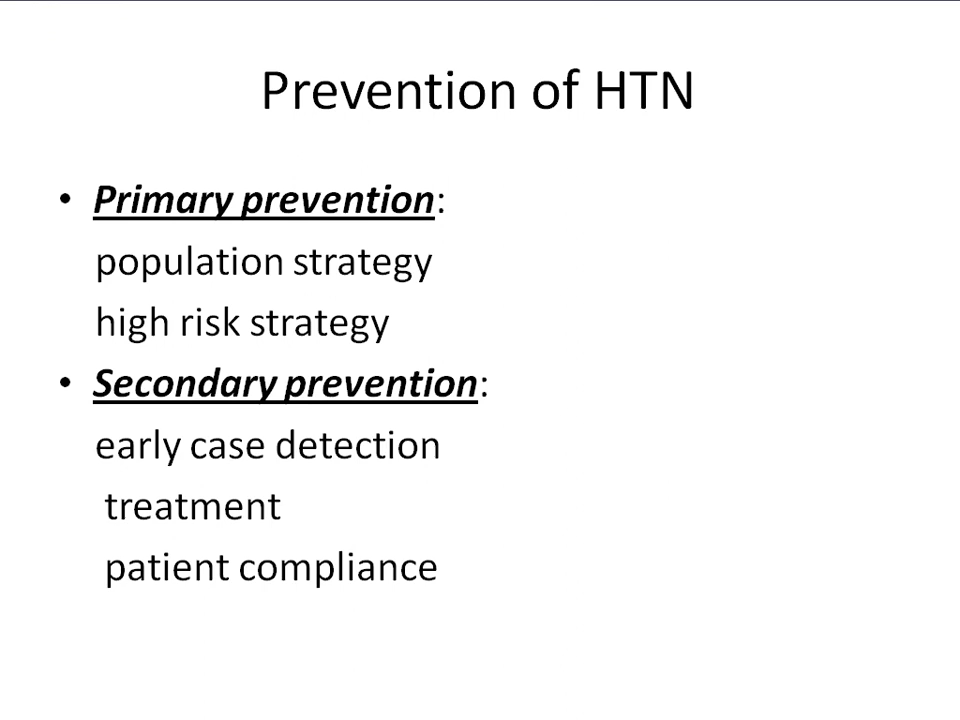 Prevention of HTN
• Primary prevention:
population strategy
high risk strategy
• Secondary prevention:
early case detection
treatment
patient compliance